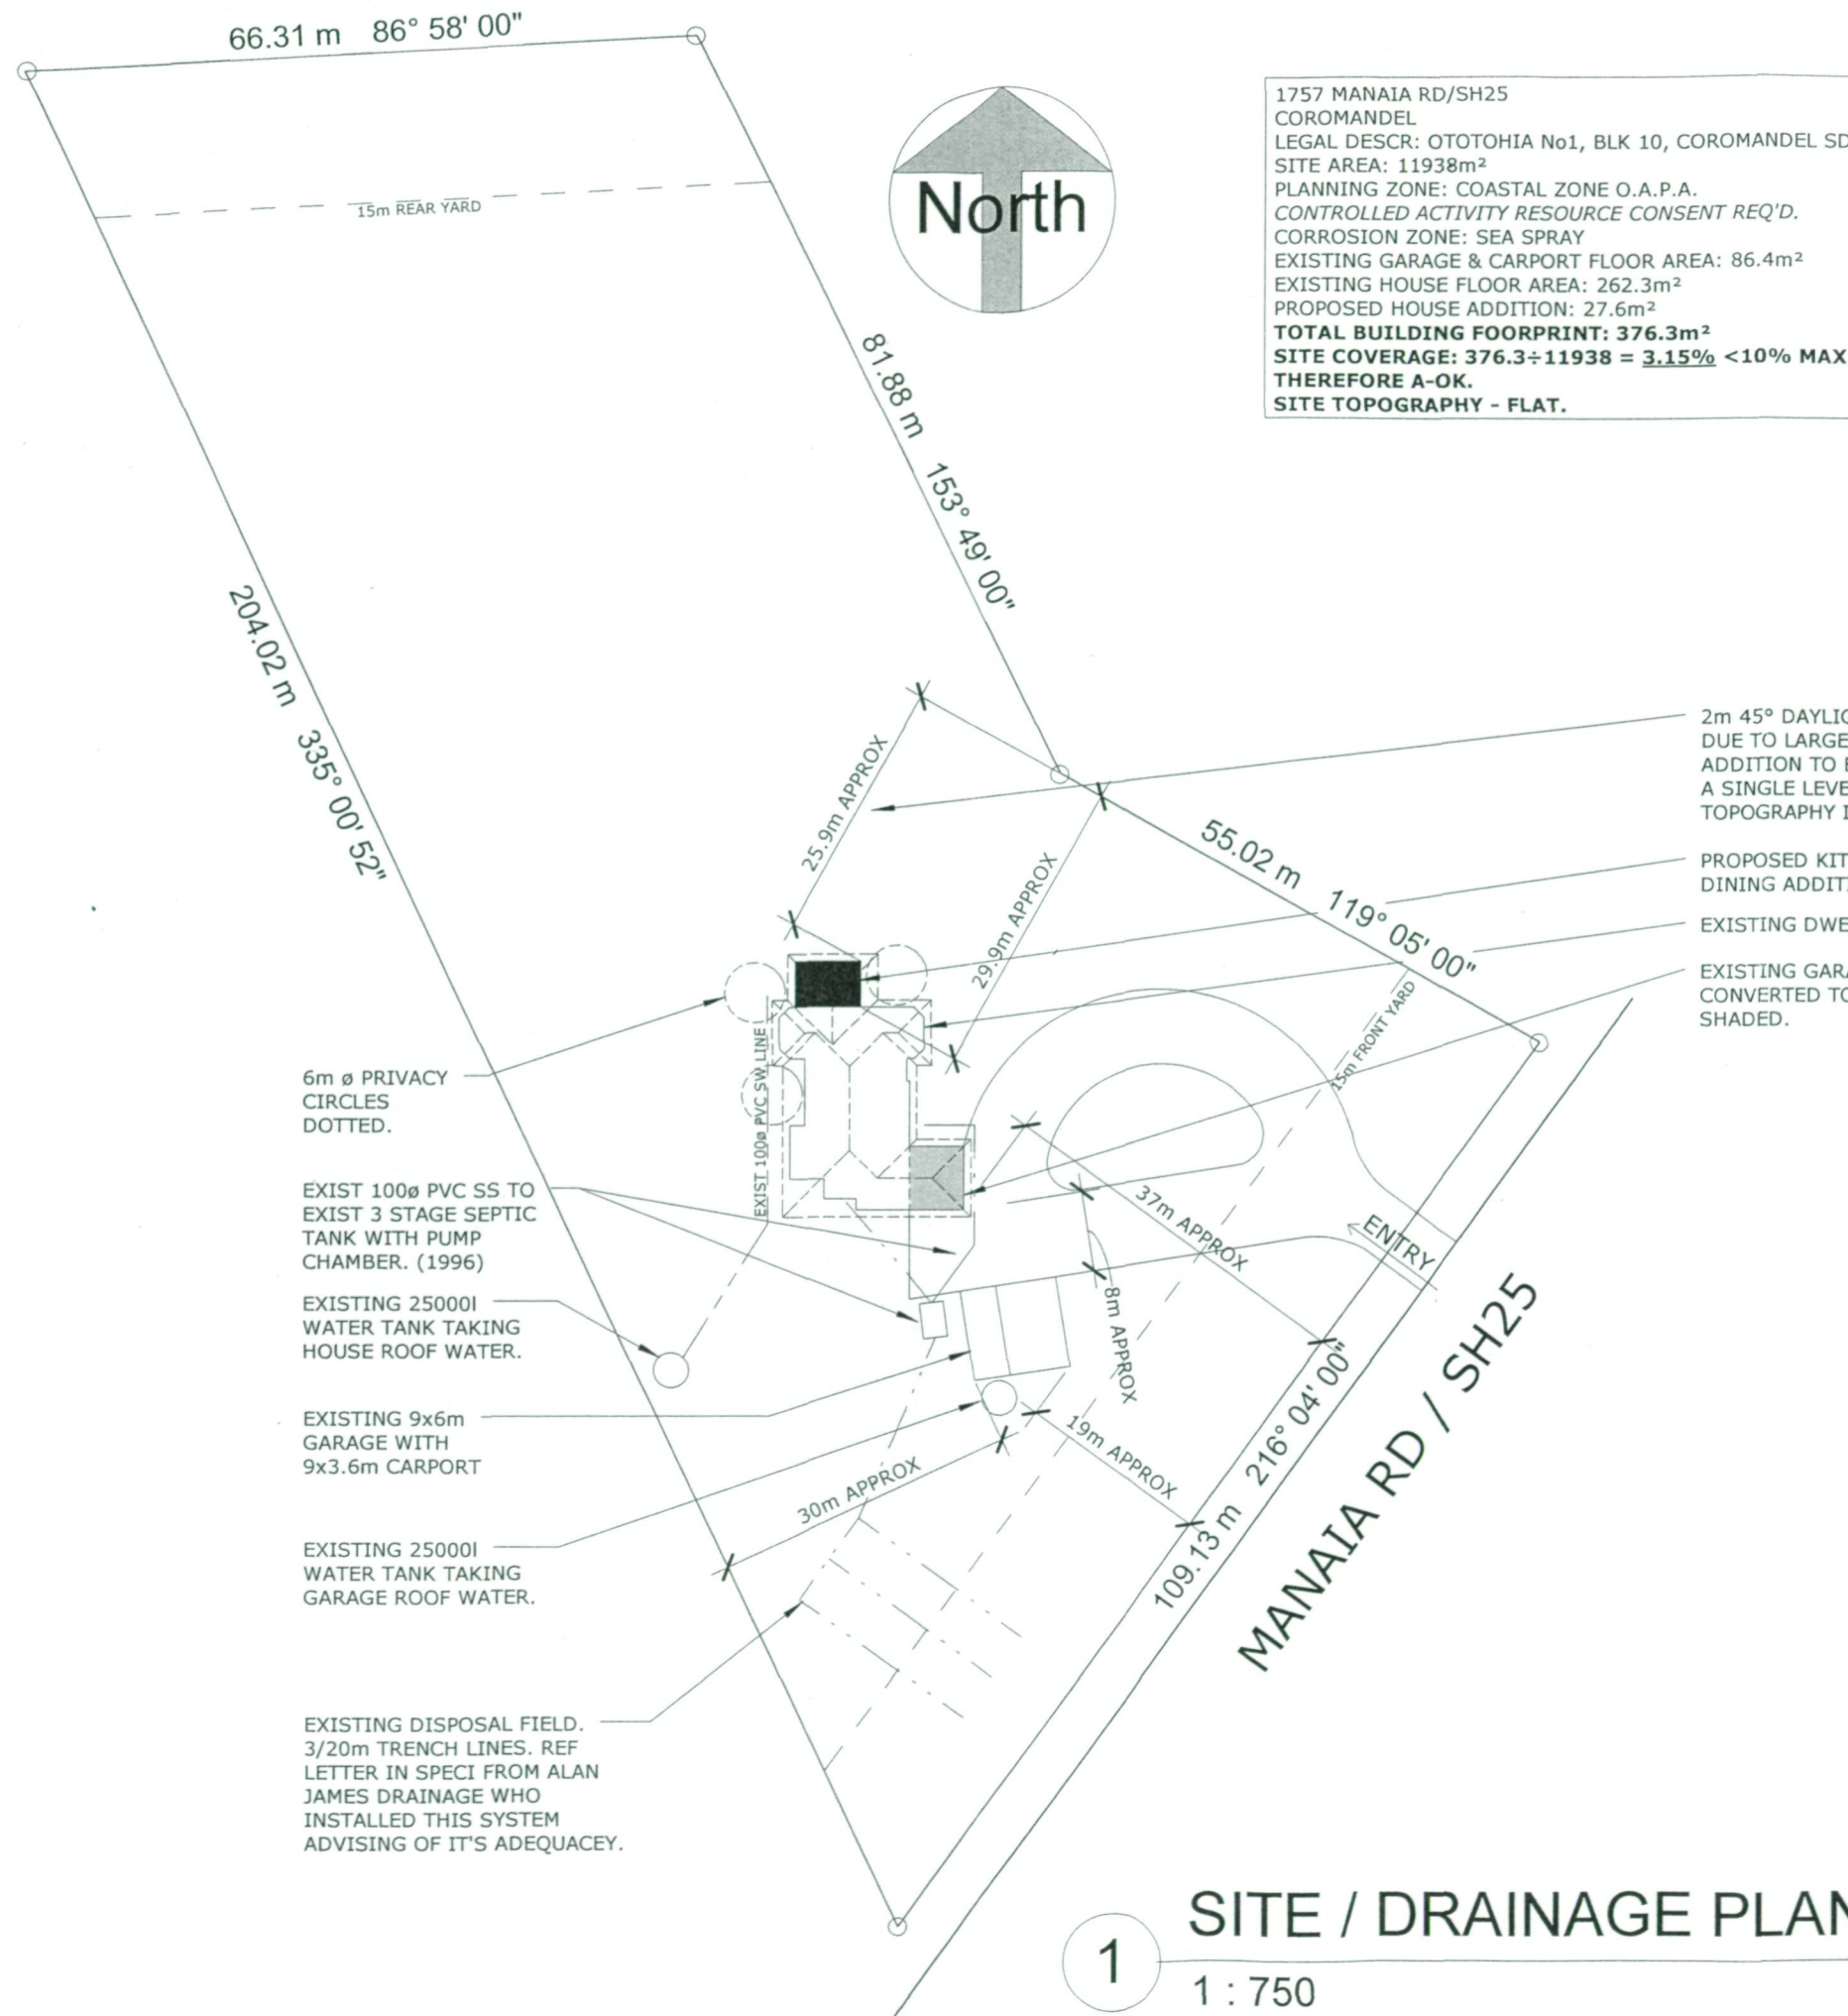 66.31 m 86° 58' 00"
15m REAR YARD
North
1757 MANAIA RD/SH25
COROMANDEL
LEGAL DESCR: OTOTOHIA No1, BLK 10, COROMANDEL SD
SITE AREA: 11938m²
PLANNING ZONE: COASTAL ZONE O.A.P.A.
CONTROLLED ACTIVITY RESOURCE CONSENT REQ'D.
CORROSION ZONE: SEA SPRAY
EXISTING GARAGE & CARPORT FLOOR AREA: 86.4m²
EXISTING HOUSE FLOOR AREA: 262.3m²
PROPOSED HOUSE ADDITION: 27.6m²
TOTAL BUILDING FOORPRINT: 376.3m²
SITE COVERAGE: 376.3÷11938 = 3.15% <10% MAX
THEREFORE A-OK.
SITE TOPOGRAPHY - FLAT.
81.88 m 153° 49' 00"
204.02 m 335° 00' 52"
25.9m APPROX
29.9m APPROX
55.02 m 119° 05' 00"
2m 45°
DUE TO LARGE
ADDITION TO
A SINGLE
TOPOGRAPHY
PROPOSED
DINING
EXISTING
EXISTING
CONVERTED TO
SHADED.
15m FRONT YARD
6m ø PRIVACY
CIRCLES
DOTTED.
EXIST 100ø PVC SW LINE
EXIST 100ø PVC SS TO
EXIST 3 STAGE SEPTIC
TANK WITH PUMP
CHAMBER. (1996)
EXISTING 25000l
WATER TANK TAKING
HOUSE ROOF WATER.
EXISTING 9x6m
GARAGE WITH
9x3.6m CARPORT
EXISTING 25000l
WATER TANK TAKING
GARAGE ROOF WATER.
EXISTING DISPOSAL FIELD.
3/20m TRENCH LINES. REF
LETTER IN SPECI FROM ALAN
JAMES DRAINAGE WHO
INSTALLED THIS SYSTEM
ADVISING OF IT'S ADEQUACEY.
37m APPROX
8m APPROX
ENTRY
19m APPROX
30m APPROX
109.13 m 216° 04' 00"
MANAIA RD / SH25
1
SITE / DRAINAGE PLAN
1 : 750